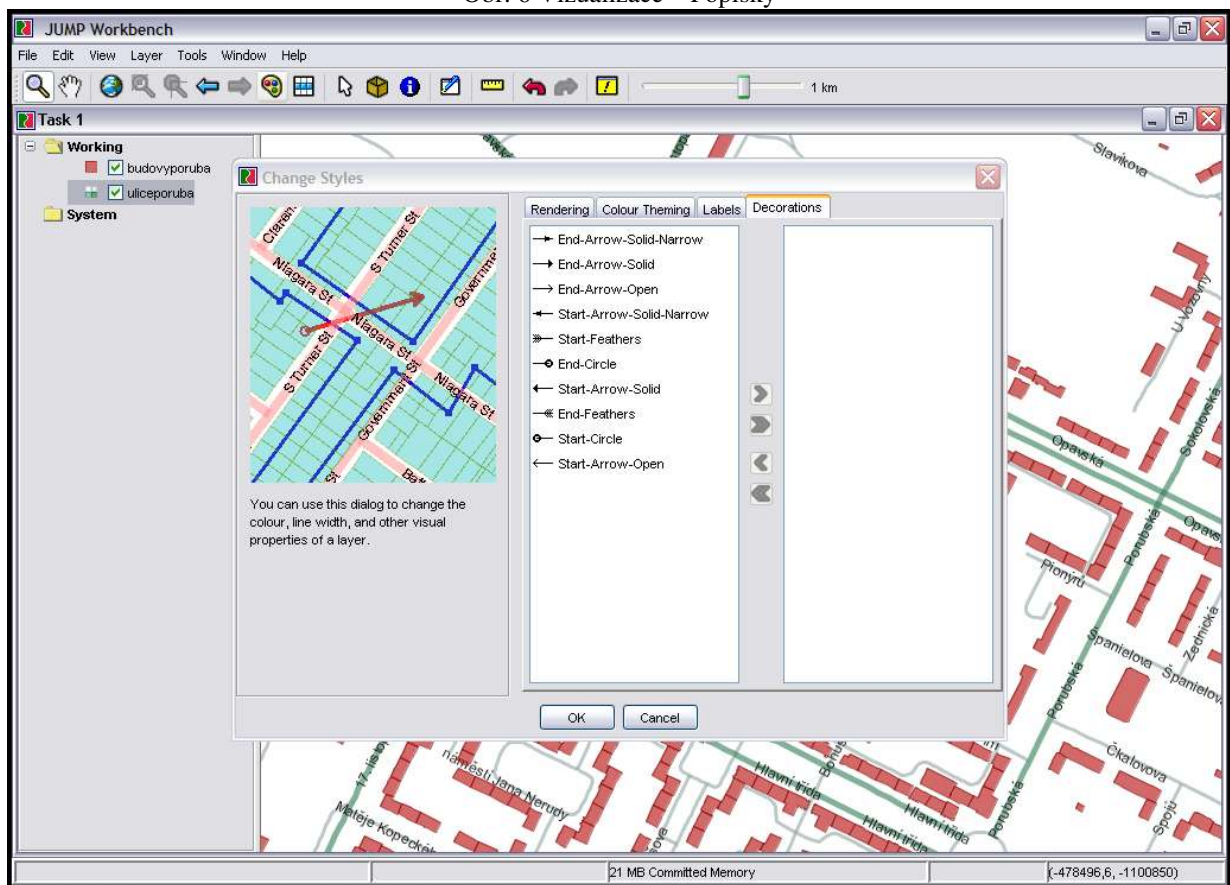 Obr. 6 Vizualizace – Popisky
JUMP Workbench
File Edit View Layer Tools Window Help
1 km
Task 1
Working
budovyporuba
uliceporuba
System
Change Styles
Rendering Colour Theming Labels Decorations
End-Arrow-Solid-Narrow
End-Arrow-Solid
End-Arrow-Open
Start-Arrow-Solid-Narrow
Start-Feathers
End-Circle
Start-Arrow-Solid
End-Feathers
Start-Circle
Start-Arrow-Open
S Turner St
Niagara St
Niagara St
Niagara St
S Turner St
You can use this dialog to change the
colour, line width, and other visual
properties of a layer.
OK Cancel
Slavíkova
U Vozovny
Sokolovská
Opavská
Porubská
Pionýrů
Španielova
Zednická
Porubská
Čkalovova
Spojů
Porubská
náměstí Jana Nerudy
Hlavní třída
Hlavní třída
Hlavní třída
21 MB Committed Memory
(-478496,6, -1100850)